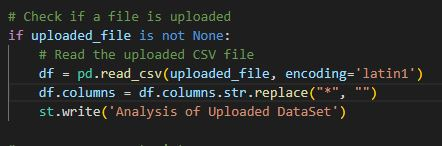 # Check if a file is uploaded
if uploaded_file is not None:
    # Read the uploaded CSV file
    df = pd.read_csv(uploaded_file, encoding='latin1')
    df.columns = df.columns.str.replace("*", "")
    st.write('Analysis of Uploaded DataSet')